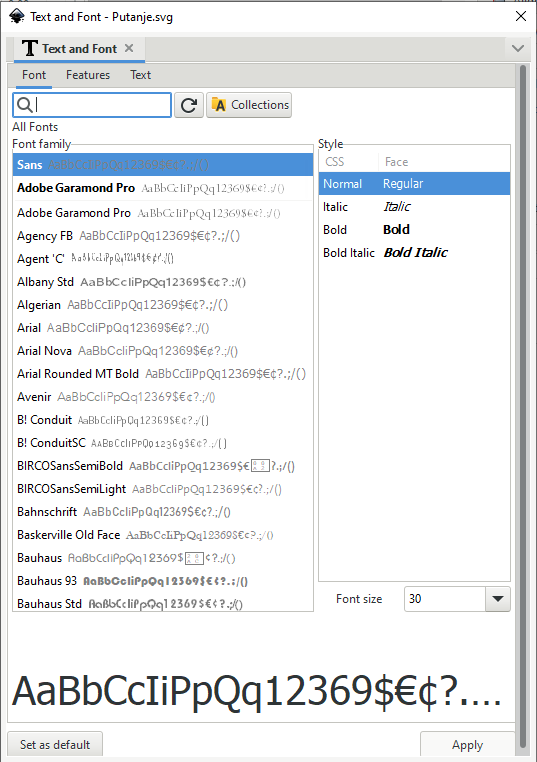 Text and Font - Putanje.svg
Text and Font
Font Features Text
Collections
All Fonts
Font family
Sans AaBbCcIiPpQq12369$€¢?.;/()
Adobe Garamond Pro AaBbCcIiPpQq12369$€¢?.;/()
Adobe Garamond Pro AaBbCcIiPpQq12369$€¢?.;/()
Agency FB AaBbCcIiPpQq12369$€¢?.;/()
Agent 'C' AaBbCcIiPpQq12369$€¢?.;/()
Albany Std AaBbCcIiPpQq12369$€¢?.;/()
Algerian AaBbCcIiPpQq12369$€¢?.;/()
Arial AaBbCcIiPpQq12369$€¢?.;/()
Arial Nova AaBbCcIiPpQq12369$€¢?.;/()
Arial Rounded MT Bold AaBbCcIiPpQq12369$€¢?.;/()
Avenir AaBbCcIiPpQq12369$€¢?.;/()
B! Conduit AaBbCcIiPpQq12369$€¢?.;/()
B! ConduitSC AaBbCcIiPpQq12369$€¢?.;/()
BIRCOSansSemiBold AaBbCcIiPpQq12369$€?.;/()
BIRCOSansSemiLight AaBbCcIiPpQq12369$€¢?.;/()
Bahnschrift AaBbCcIiPpQq12369$€¢?.;/()
Baskerville Old Face AaBbCcIiPpQq12369$€¢?.;/()
Bauhaus AaBbCcIiPpQq12369$¢?.;/()
Bauhaus 93 AaBbCcIiPpQq12369$€¢?.;/()
Bauhaus Std AaBbCcIiPpQq12369$€¢?.;/()
Style
CSS Face
Normal Regular
Italic Italic
Bold Bold
Bold Italic Bold Italic
Font size 30
AaBbCcIiPpQq12369$€¢?.…
Set as default Apply